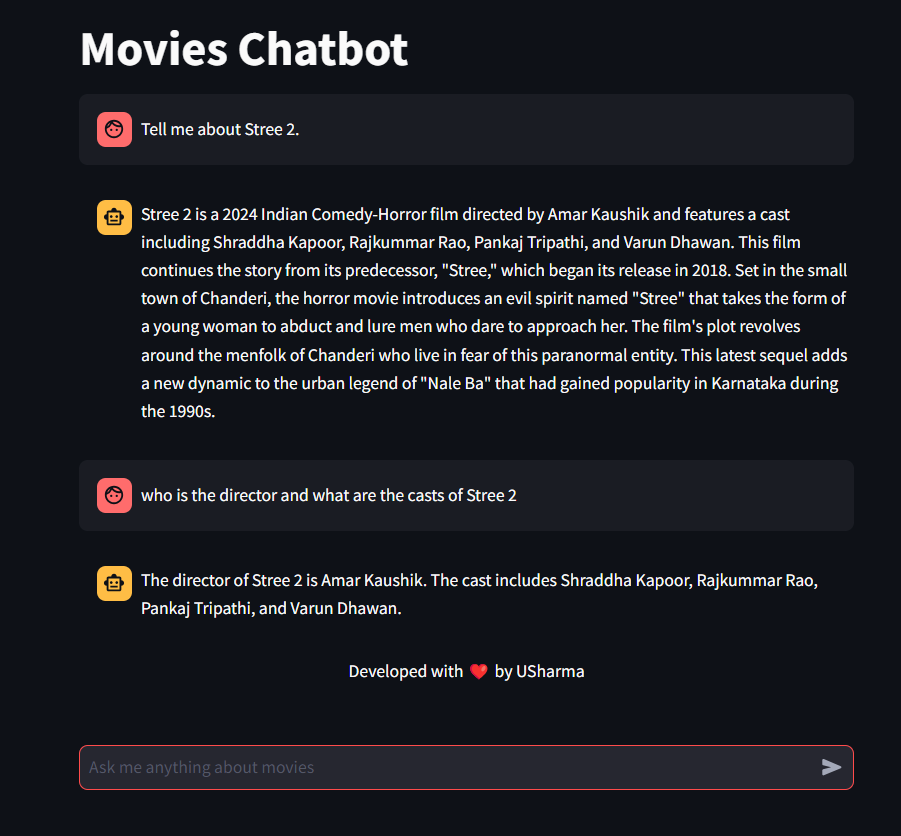 Movies Chatbot
Tell me about Stree 2.
Stree 2 is a 2024 Indian Comedy-Horror film directed by Amar Kaushik and features a cast
including Shraddha Kapoor, Rajkummar Rao, Pankaj Tripathi, and Varun Dhawan. This film
continues the story from its predecessor, "Stree," which began its release in 2018. Set in the small
town of Chanderi, the horror movie introduces an evil spirit named "Stree" that takes the form of
a young woman to abduct and lure men who dare to approach her. The film's plot revolves
around the menfolk of Chanderi who live in fear of this paranormal entity. This latest sequel adds
a new dynamic to the urban legend of "Nale Ba" that had gained popularity in Karnataka during
the 1990s.
who is the director and what are the casts of Stree 2
The director of Stree 2 is Amar Kaushik. The cast includes Shraddha Kapoor, Rajkummar Rao,
Pankaj Tripathi, and Varun Dhawan.
Developed with ❤️ by USharma
Ask me anything about movies